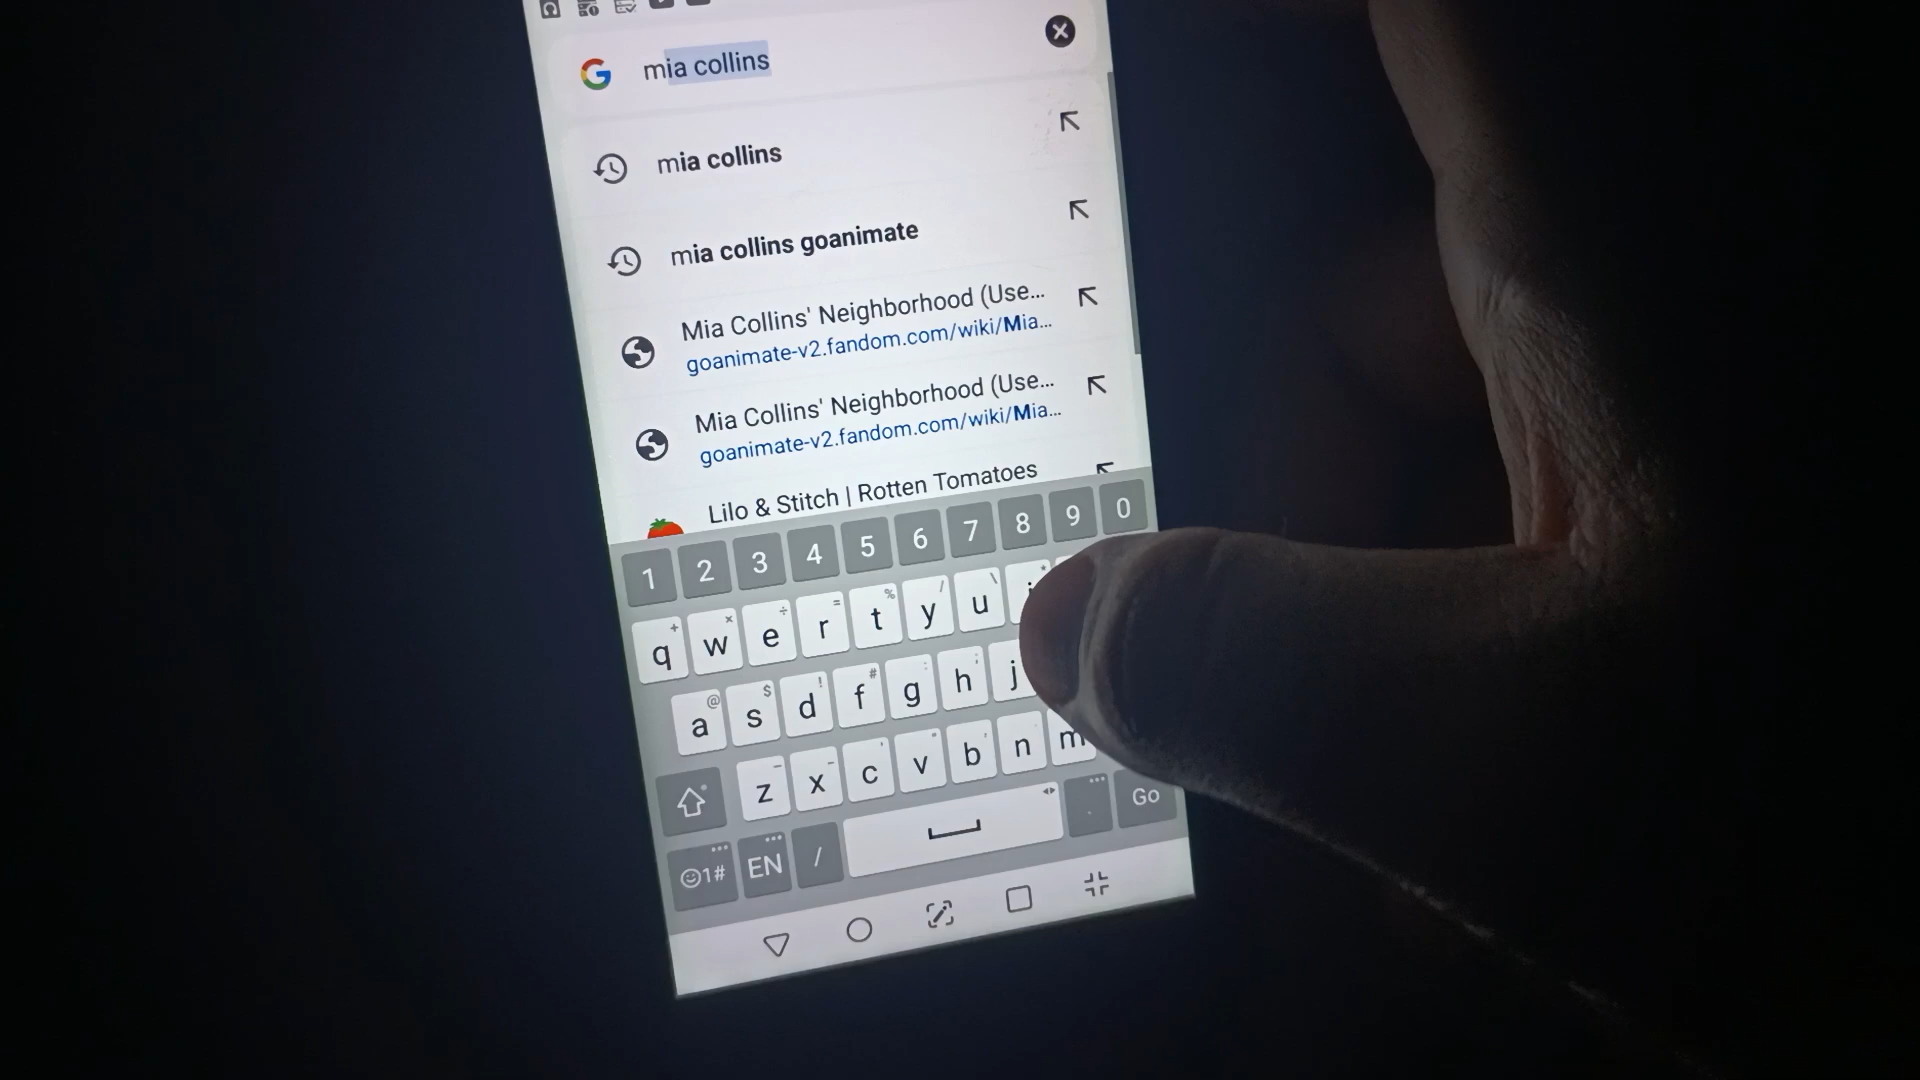 mia collins
mia collins
mia collins goanimate
Mia Collins' Neighborhood (Use...
goanimate-v2.fandom.com/wiki/Mia...
Mia Collins' Neighborhood (Use...
goanimate-v2.fandom.com/wiki/Mia...
Lilo & Stitch | Rotten Tomatoes
1 2 3 4 5 6 7 8 9 0
q w e r t y u i
a s d f g h j
z x c v b n m
1# EN / . Go